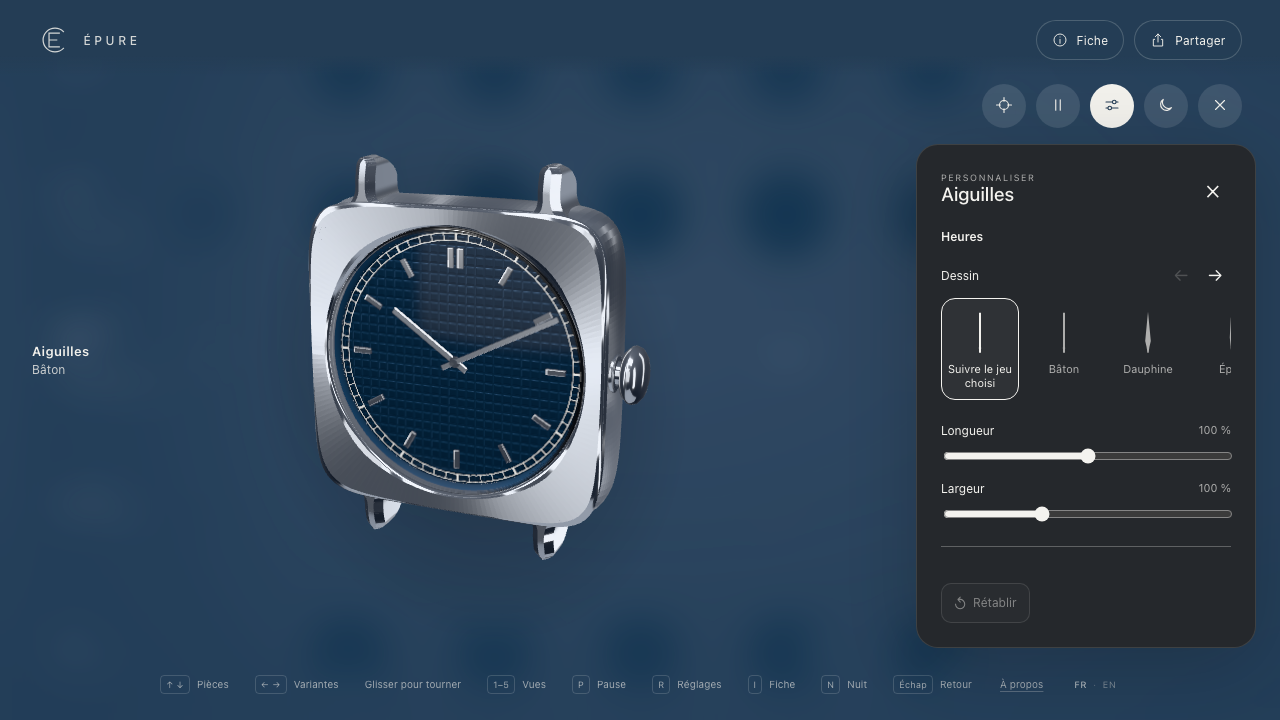 ÉPURE
Fiche
Partager
PERSONNALISER
Aiguilles
Heures
Dessin
Suivre le jeu
choisi
Bâton
Dauphine
Ép
Longueur
100 %
Largeur
100 %
Rétablir
Aiguilles
Bâton
↑ ↓ Pièces
← → Variantes
Glisser pour tourner
1–5 Vues
P Pause
R Réglages
I Fiche
N Nuit
Échap Retour
À propos
FR · EN